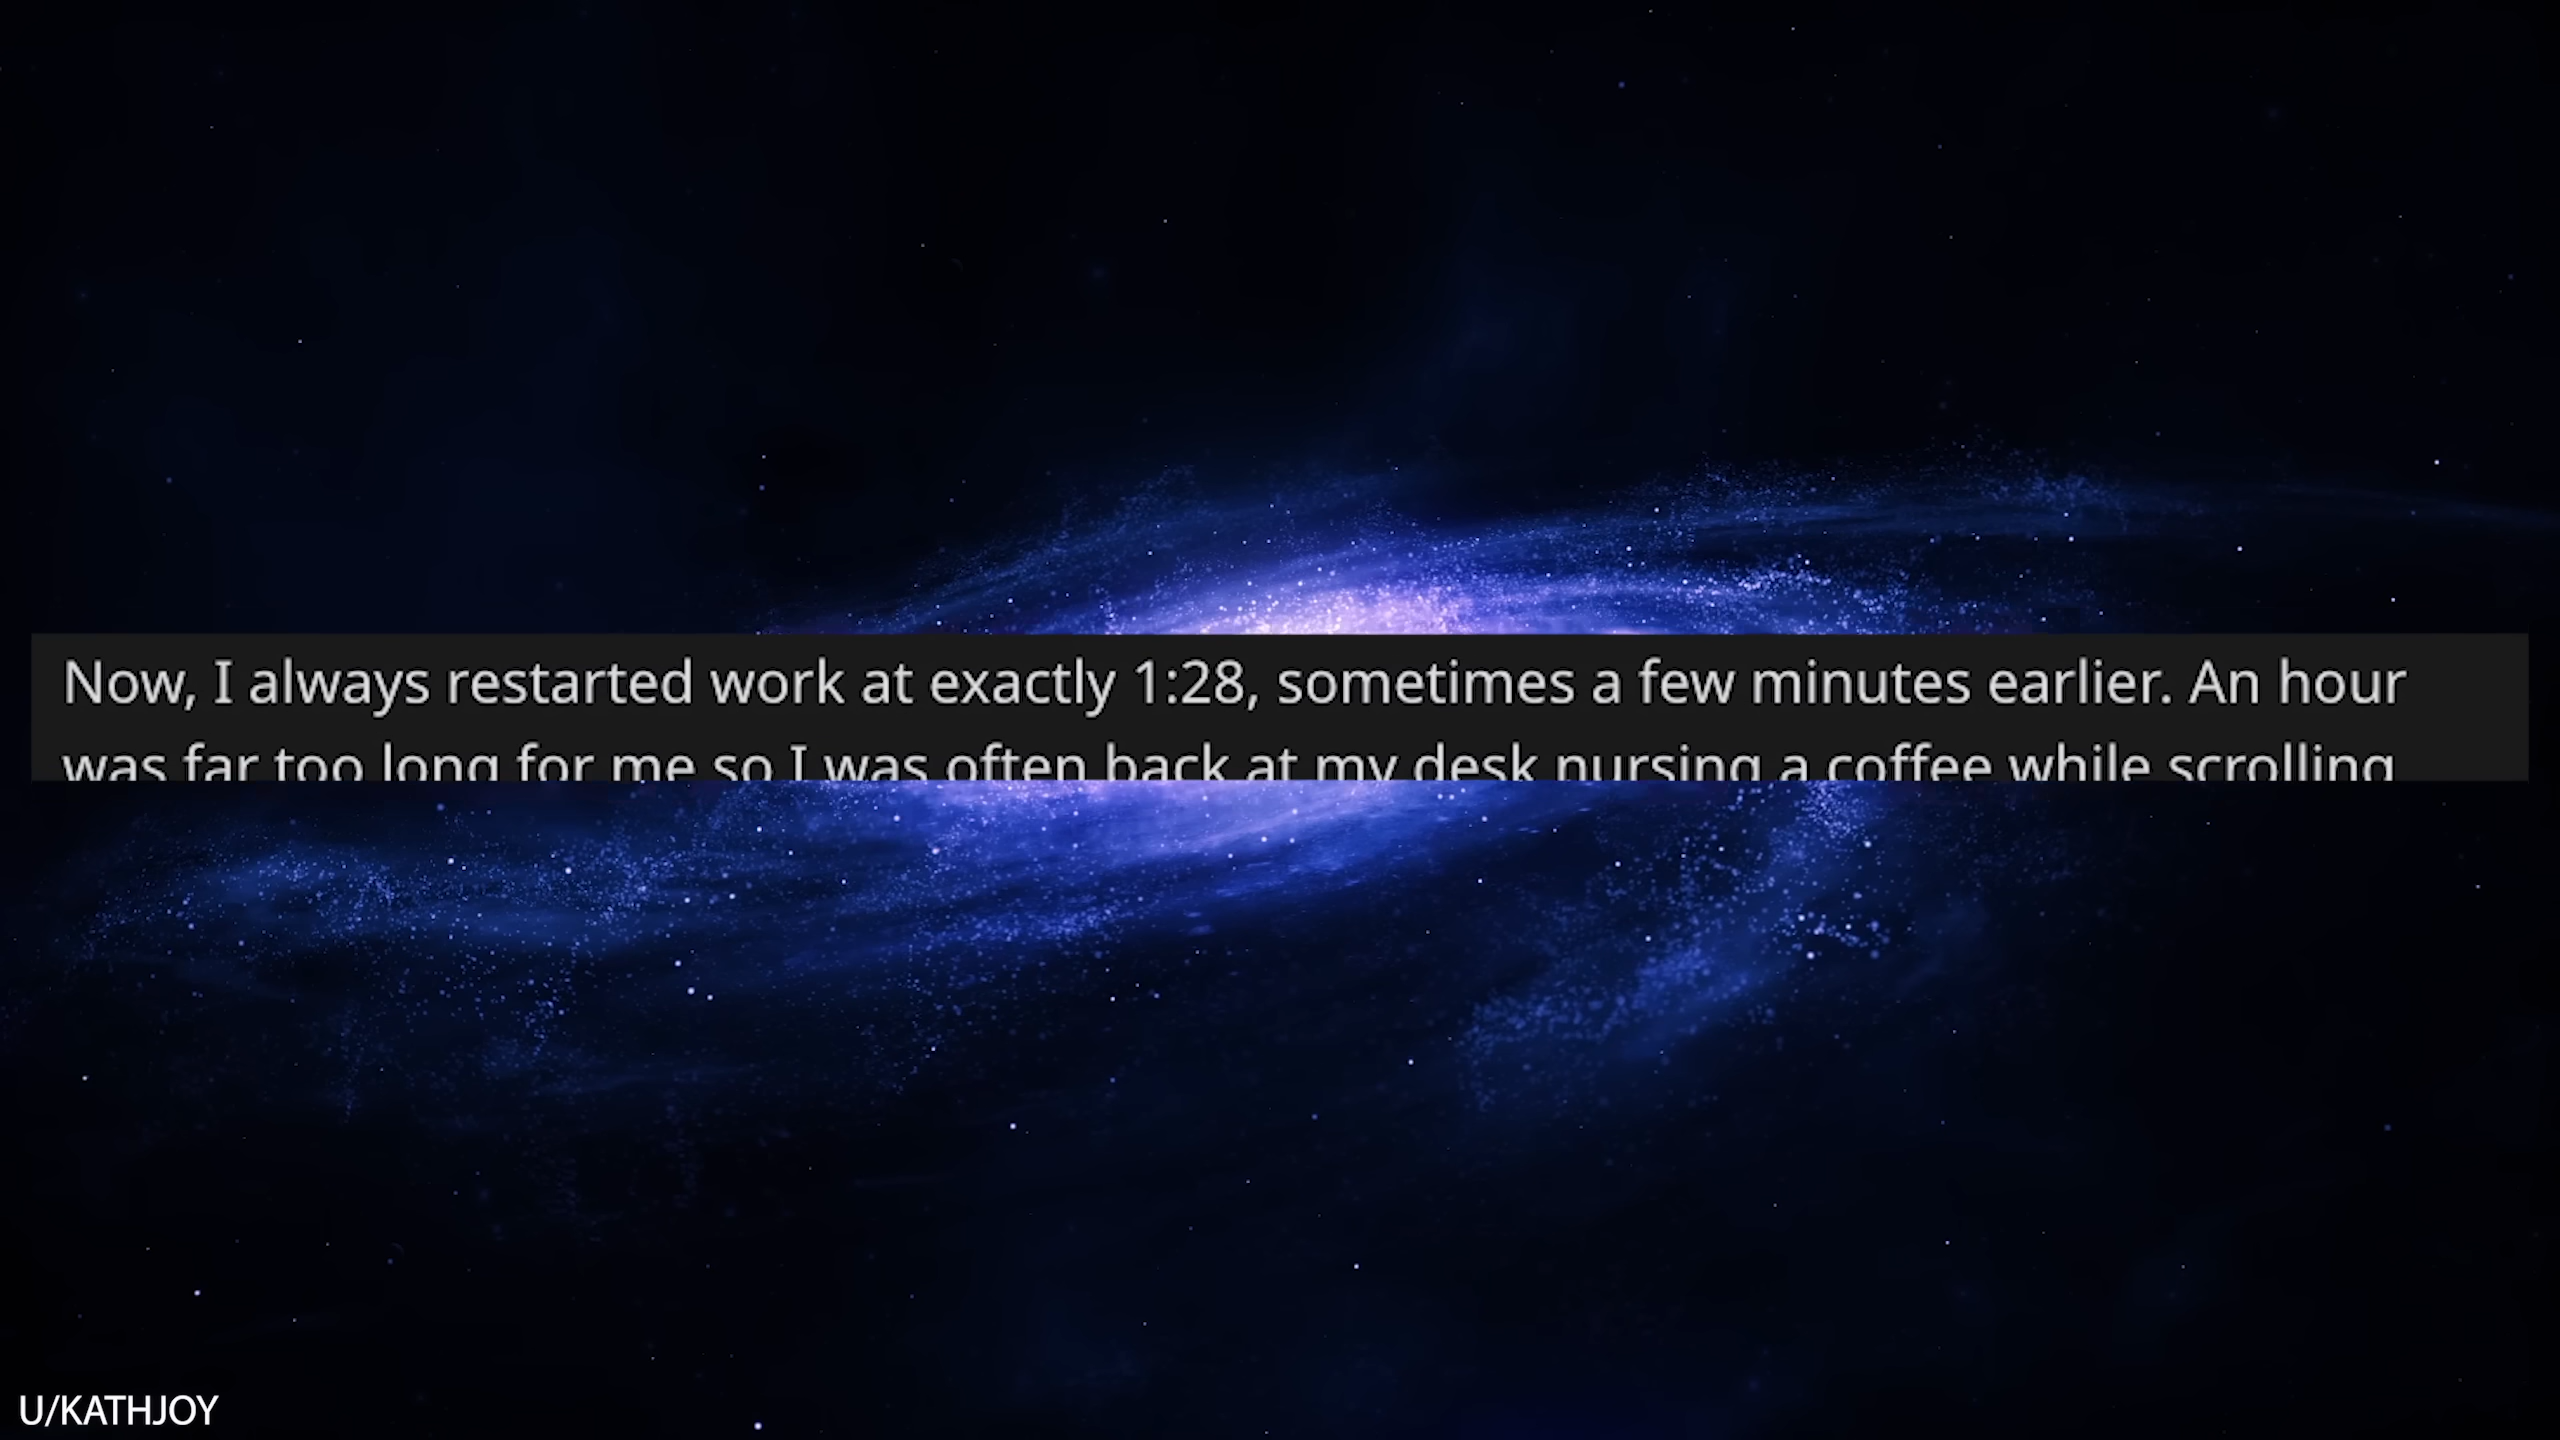 Now, I always restarted work at exactly 1:28, sometimes a few minutes earlier. An hour
was far too long for me so I was often back at my desk nursing a coffee while scrolling
U/KATHJOY